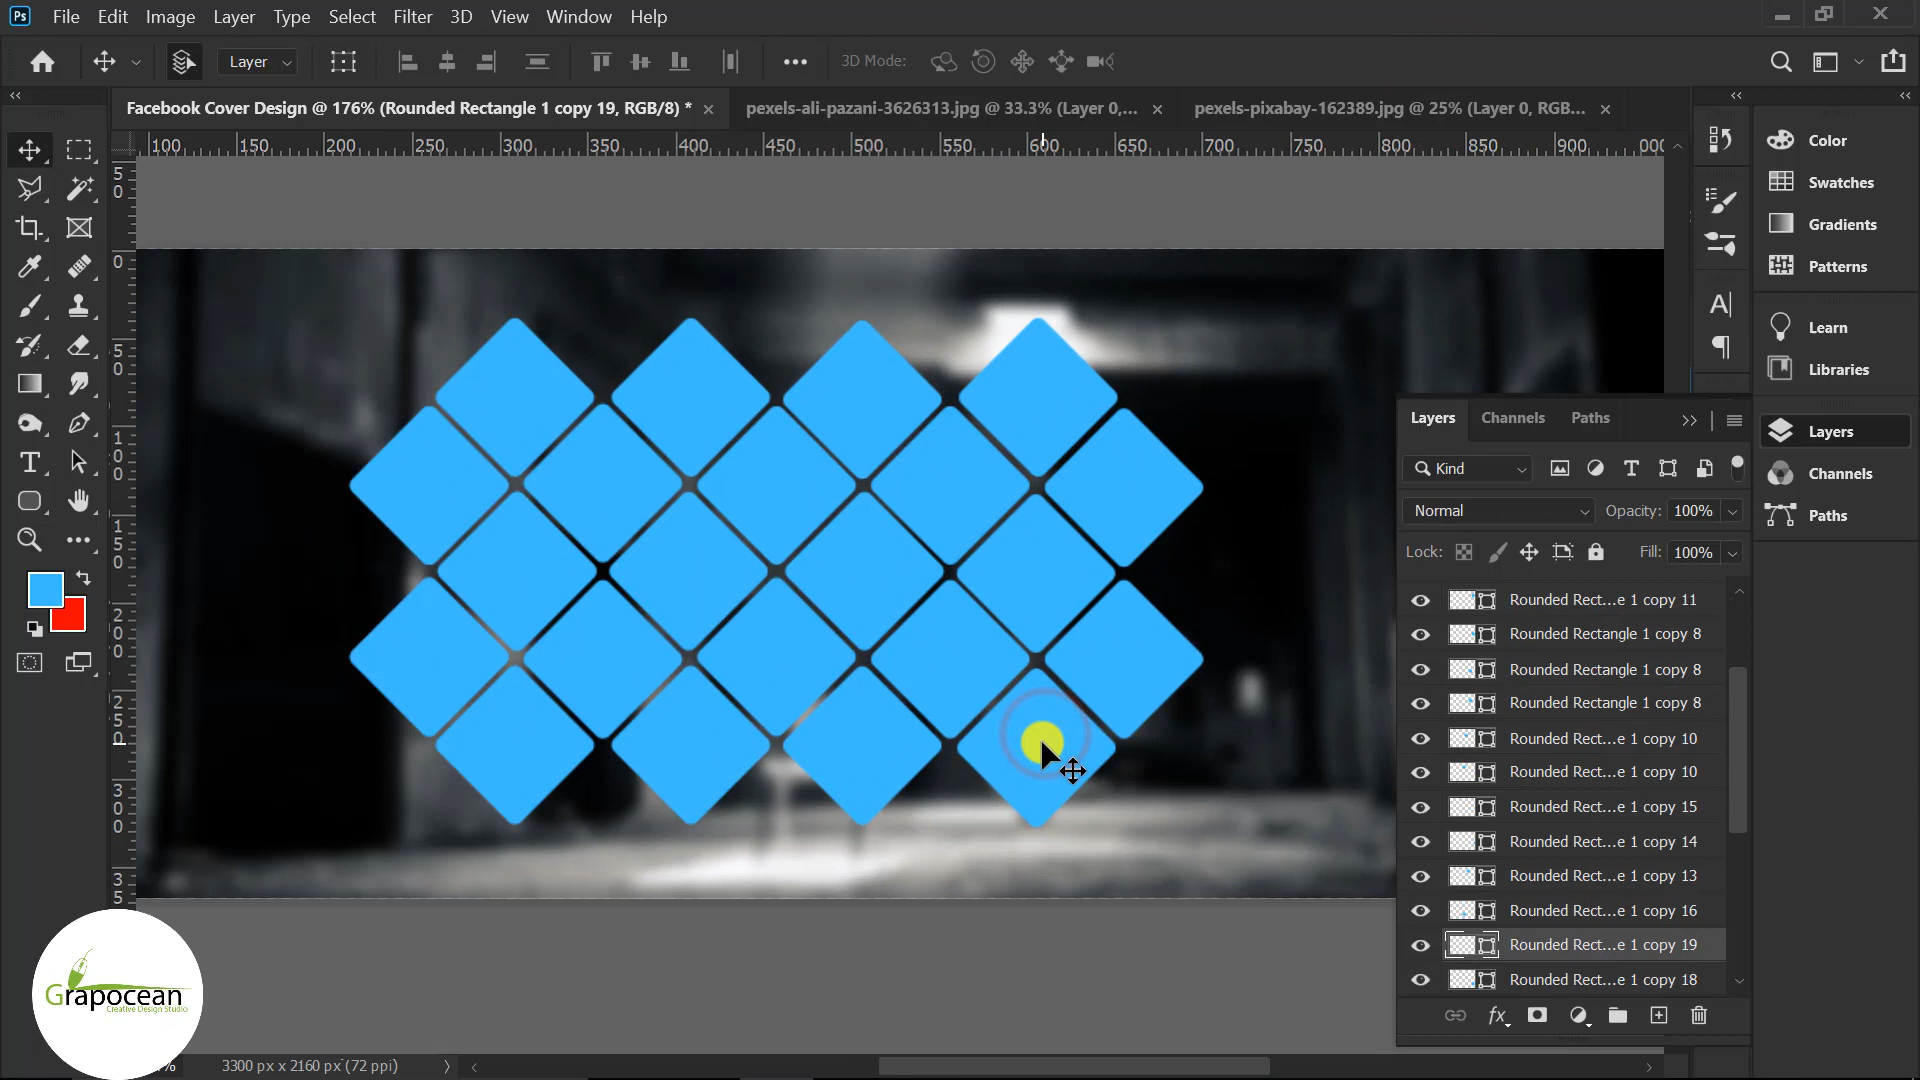 Ps File Edit Image Layer Type Select Filter 3D View Window Help
Layer 3D Mode:
Facebook Cover Design @ 176% (Rounded Rectangle 1 copy 19, RGB/8) *
pexels-ali-pazani-3626313.jpg @ 33.3% (Layer 0,...
pexels-pixabay-162389.jpg @ 25% (Layer 0, RGB...
100 150 200 250 300 350 400 450 500 550 600 650 700 750 800 850 900
Color
Swatches
Gradients
Patterns
Learn
Libraries
Layers
Channels
Paths
Layers Channels Paths
Kind
Normal Opacity: 100%
Lock: Fill: 100%
Rounded Rect...e 1 copy 11
Rounded Rectangle 1 copy 8
Rounded Rectangle 1 copy 8
Rounded Rectangle 1 copy 8
Rounded Rect...e 1 copy 10
Rounded Rect...e 1 copy 10
Rounded Rect...e 1 copy 15
Rounded Rect...e 1 copy 14
Rounded Rect...e 1 copy 13
Rounded Rect...e 1 copy 16
Rounded Rect...e 1 copy 19
Rounded Rect...e 1 copy 18
fx
Grapocean
Creative Design Studio
3300 px x 2160 px (72 ppi)